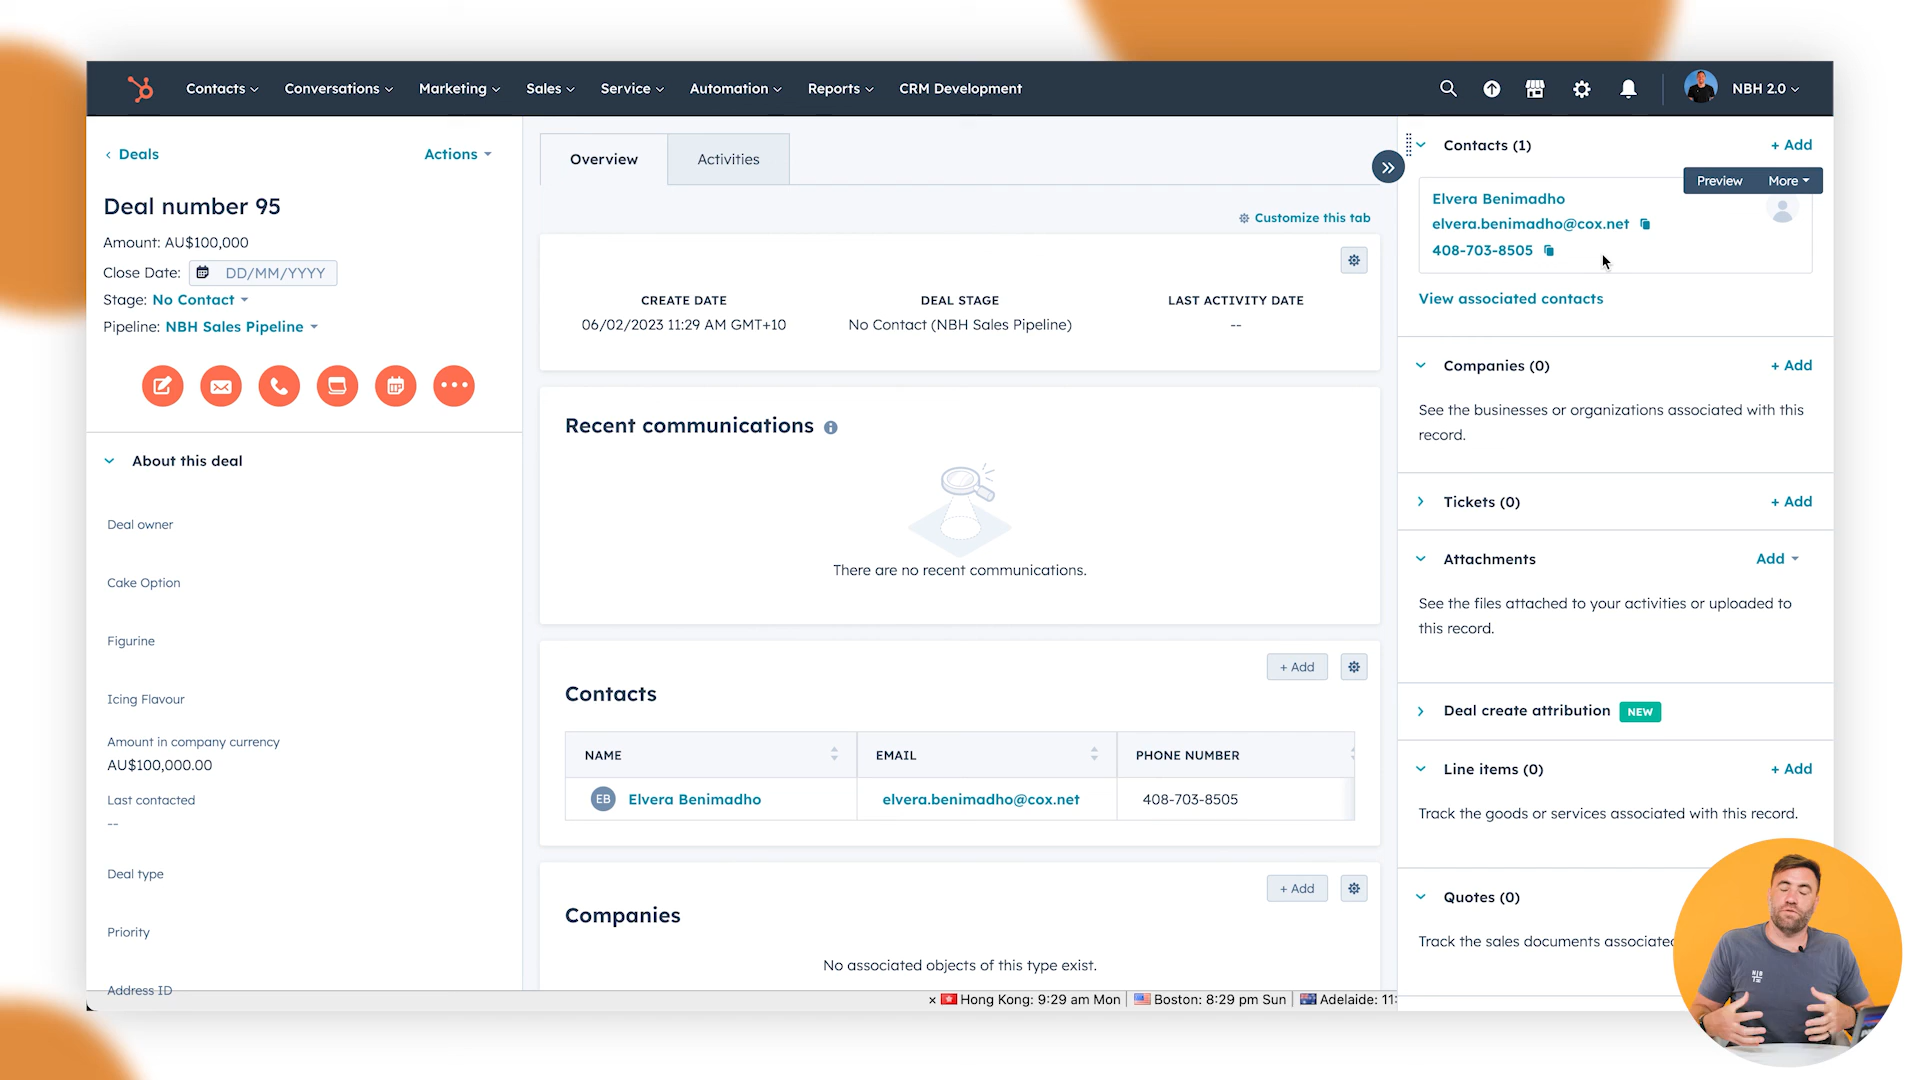 Contacts
Conversations
Marketing
Sales
Service
Automation
Reports
CRM Development
NBH 2.0
Deals
Actions
Deal number 95
Amount: AU$100,000
Close Date: DD/MM/YYYY
Stage: No Contact
Pipeline: NBH Sales Pipeline
About this deal
Deal owner
Cake Option
Figurine
Icing Flavour
Amount in company currency
AU$100,000.00
Last contacted
--
Deal type
Priority
Address ID
Overview
Activities
Customize this tab
CREATE DATE
06/02/2023 11:29 AM GMT+10
DEAL STAGE
No Contact (NBH Sales Pipeline)
LAST ACTIVITY DATE
--
Recent communications
There are no recent communications.
+ Add
Contacts
NAME
EMAIL
PHONE NUMBER
EB
Elvera Benimadho
elvera.benimadho@cox.net
408-703-8505
+ Add
Companies
No associated objects of this type exist.
× Hong Kong: 9:29 am Mon
Boston: 8:29 pm Sun
Adelaide: 11:
Contacts (1)
+ Add
Preview
More
Elvera Benimadho
elvera.benimadho@cox.net
408-703-8505
View associated contacts
Companies (0)
+ Add
See the businesses or organizations associated with this
record.
Tickets (0)
+ Add
Attachments
Add
See the files attached to your activities or uploaded to
this record.
Deal create attribution
NEW
Line items (0)
+ Add
Track the goods or services associated with this record.
Quotes (0)
Track the sales documents associated